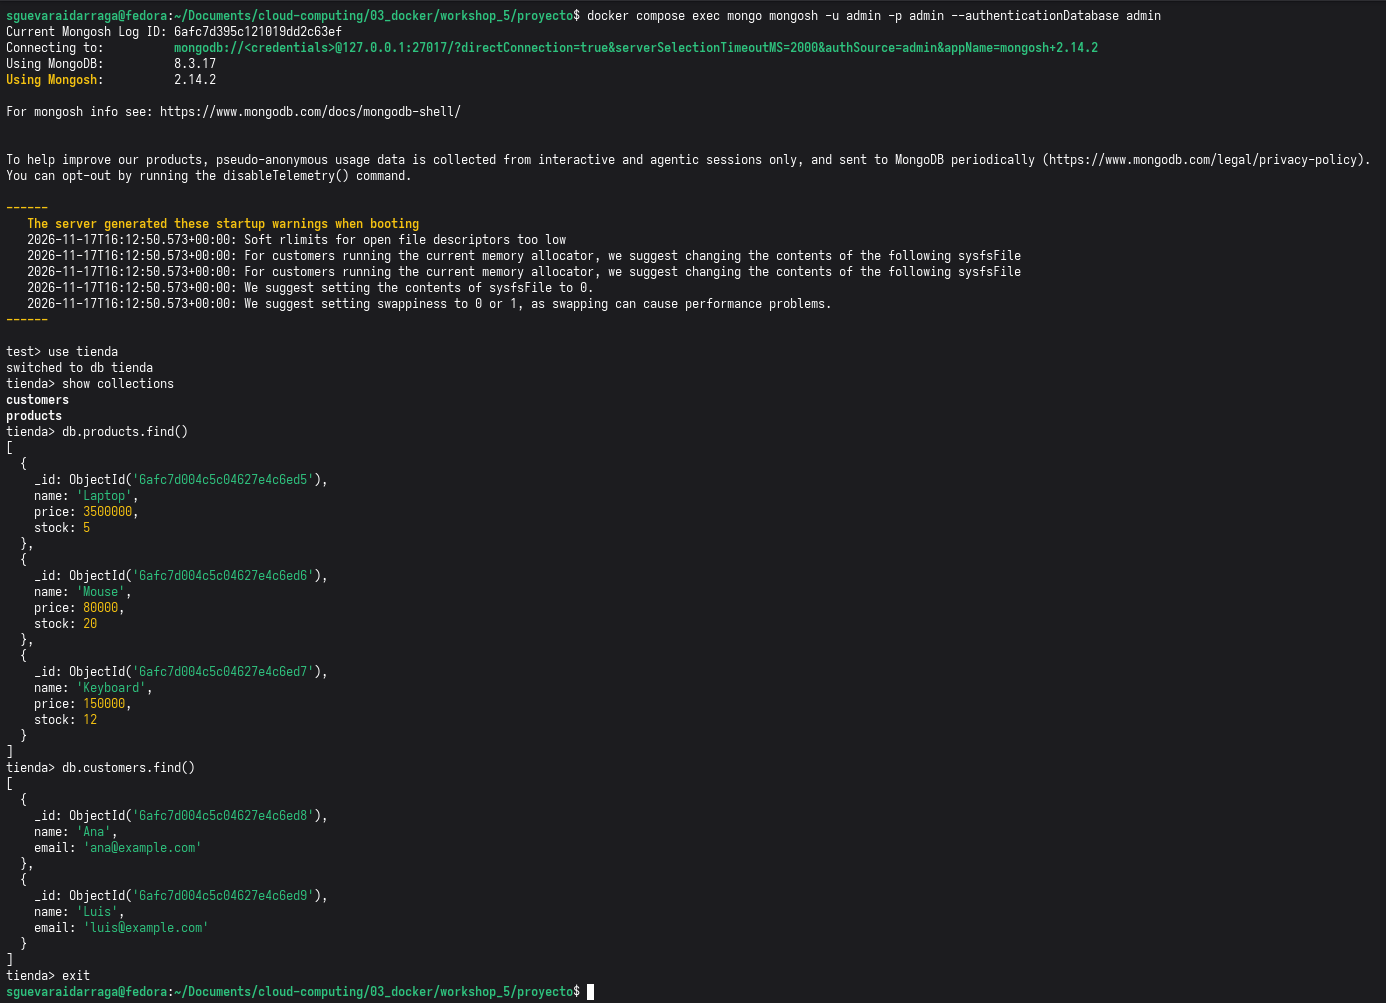 sguevaraidarraga@fedora:~/Documents/cloud-computing/03_docker/workshop_5/proyecto$ docker compose exec mongo mongosh -u admin -p admin --authenticationDatabase admin
Current Mongosh Log ID: 6afc7d395c121019dd2c63ef
Connecting to:          mongodb://<credentials>@127.0.0.1:27017/?directConnection=true&serverSelectionTimeoutMS=2000&authSource=admin&appName=mongosh+2.14.2
Using MongoDB:          8.3.17
Using Mongosh:          2.14.2

For mongosh info see: https://www.mongodb.com/docs/mongodb-shell/


To help improve our products, pseudo-anonymous usage data is collected from interactive and agentic sessions only, and sent to MongoDB periodically (https://www.mongodb.com/legal/privacy-policy).
You can opt-out by running the disableTelemetry() command.

------
   The server generated these startup warnings when booting
   2026-11-17T16:12:50.573+00:00: Soft rlimits for open file descriptors too low
   2026-11-17T16:12:50.573+00:00: For customers running the current memory allocator, we suggest changing the contents of the following sysfsFile
   2026-11-17T16:12:50.573+00:00: For customers running the current memory allocator, we suggest changing the contents of the following sysfsFile
   2026-11-17T16:12:50.573+00:00: We suggest setting the contents of sysfsFile to 0.
   2026-11-17T16:12:50.573+00:00: We suggest setting swappiness to 0 or 1, as swapping can cause performance problems.
------

test> use tienda
switched to db tienda
tienda> show collections
customers
products
tienda> db.products.find()
[
  {
    _id: ObjectId('6afc7d004c5c04627e4c6ed5'),
    name: 'Laptop',
    price: 3500000,
    stock: 5
  },
  {
    _id: ObjectId('6afc7d004c5c04627e4c6ed6'),
    name: 'Mouse',
    price: 80000,
    stock: 20
  },
  {
    _id: ObjectId('6afc7d004c5c04627e4c6ed7'),
    name: 'Keyboard',
    price: 150000,
    stock: 12
  }
]
tienda> db.customers.find()
[
  {
    _id: ObjectId('6afc7d004c5c04627e4c6ed8'),
    name: 'Ana',
    email: 'ana@example.com'
  },
  {
    _id: ObjectId('6afc7d004c5c04627e4c6ed9'),
    name: 'Luis',
    email: 'luis@example.com'
  }
]
tienda> exit
sguevaraidarraga@fedora:~/Documents/cloud-computing/03_docker/workshop_5/proyecto$